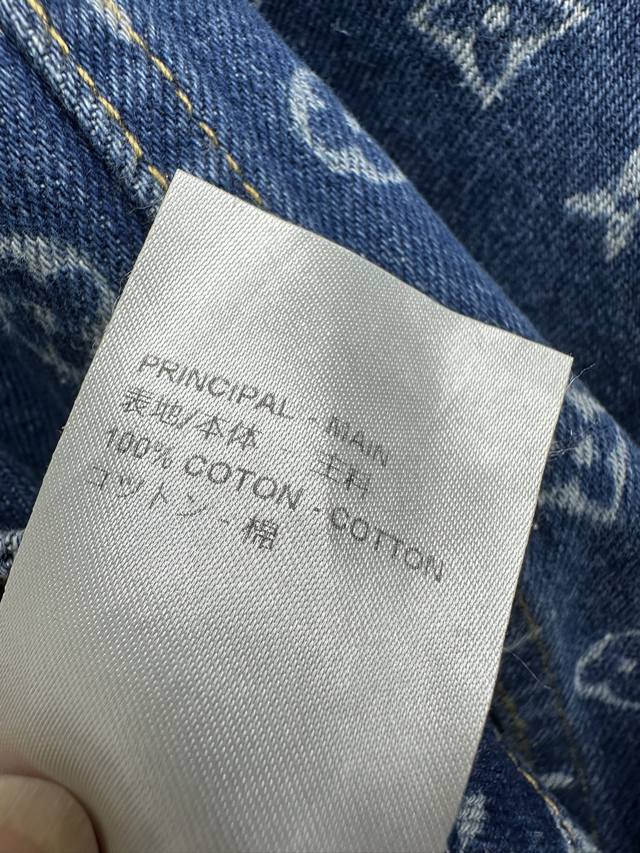 PRINCIPAL - MAIN
表地/本体 主料
100% COTON - COTTON
コットン - 棉